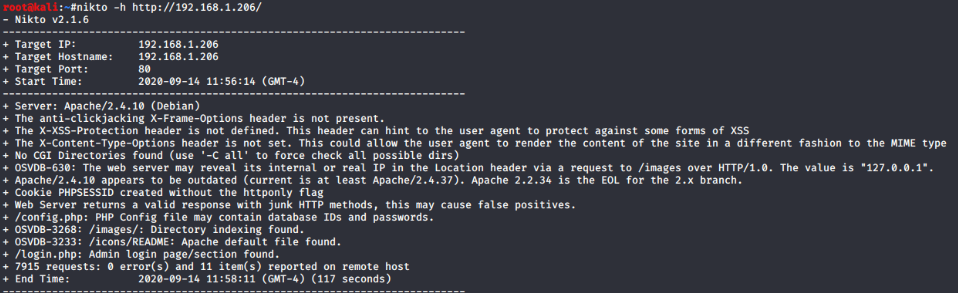 root@kali:~#nikto -h http://192.168.1.206/
- Nikto v2.1.6
---------------------------------------------------------------------------
+ Target IP:          192.168.1.206
+ Target Hostname:    192.168.1.206
+ Target Port:        80
+ Start Time:         2020-09-14 11:56:14 (GMT-4)
---------------------------------------------------------------------------
+ Server: Apache/2.4.10 (Debian)
+ The anti-clickjacking X-Frame-Options header is not present.
+ The X-XSS-Protection header is not defined. This header can hint to the user agent to protect against some forms of XSS
+ The X-Content-Type-Options header is not set. This could allow the user agent to render the content of the site in a different fashion to the MIME type
+ No CGI Directories found (use '-C all' to force check all possible dirs)
+ OSVDB-630: The web server may reveal its internal or real IP in the Location header via a request to /images over HTTP/1.0. The value is "127.0.0.1".
+ Apache/2.4.10 appears to be outdated (current is at least Apache/2.4.37). Apache 2.2.34 is the EOL for the 2.x branch.
+ Cookie PHPSESSID created without the httponly flag
+ Web Server returns a valid response with junk HTTP methods, this may cause false positives.
+ /config.php: PHP Config file may contain database IDs and passwords.
+ OSVDB-3268: /images/: Directory indexing found.
+ OSVDB-3233: /icons/README: Apache default file found.
+ /login.php: Admin login page/section found.
+ 7915 requests: 0 error(s) and 11 item(s) reported on remote host
+ End Time:           2020-09-14 11:58:11 (GMT-4) (117 seconds)
---------------------------------------------------------------------------